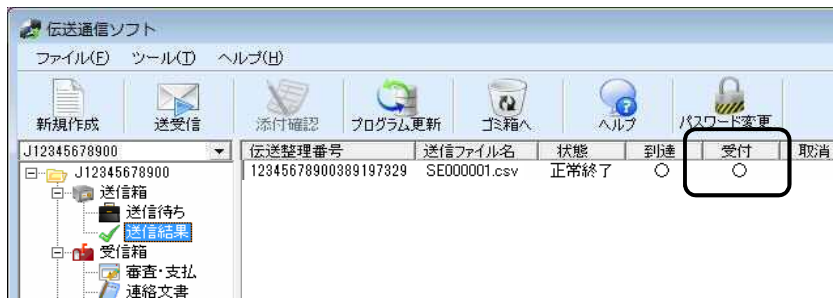 伝送通信ソフト
ファイル(F) ツール(T) ヘルプ(H)
新規作成 送受信 添付確認 プログラム更新 ゴミ箱へ ヘルプ パスワード変更
J12345678900 伝送整理番号 送信ファイル名 状態 到達 受付 取消
J12345678900 12345678900389197329 SE000001.csv 正常終了 ○ ○
送信箱
送信待ち
送信結果
受信箱
審査・支払
連絡文書